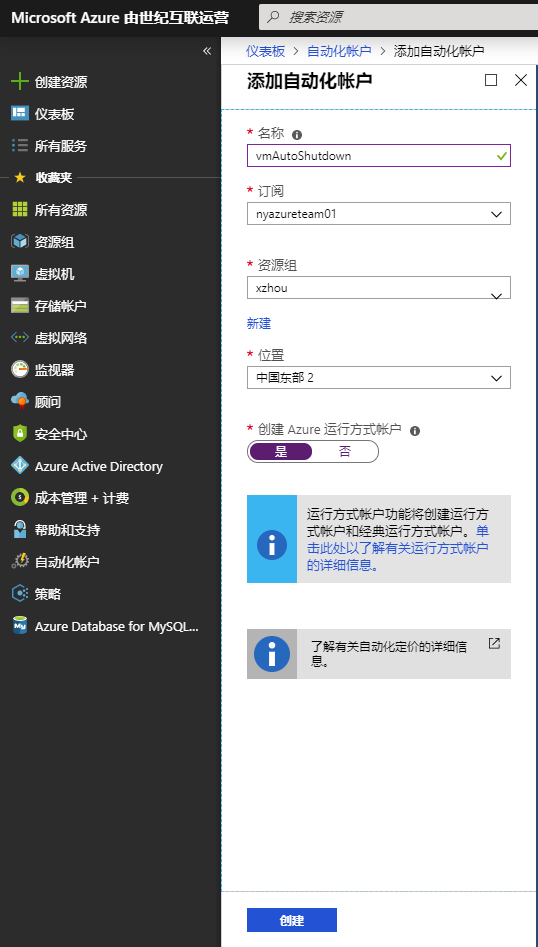 Microsoft Azure 由世纪互联运营
搜索资源
«
创建资源
仪表板
所有服务
收藏夹
所有资源
资源组
虚拟机
存储帐户
虚拟网络
监视器
顾问
安全中心
Azure Active Directory
成本管理 + 计费
帮助和支持
自动化帐户
策略
Azure Database for MySQL...
仪表板 > 自动化帐户 > 添加自动化帐户
添加自动化帐户
* 名称
vmAutoShutdown
* 订阅
nyazureteam01
* 资源组
xzhou
新建
* 位置
中国东部 2
* 创建 Azure 运行方式帐户
是 否
运行方式帐户功能将创建运行方
式帐户和经典运行方式帐户。单
击此处以了解有关运行方式帐户
的详细信息。
了解有关自动化定价的详细信
息。
创建